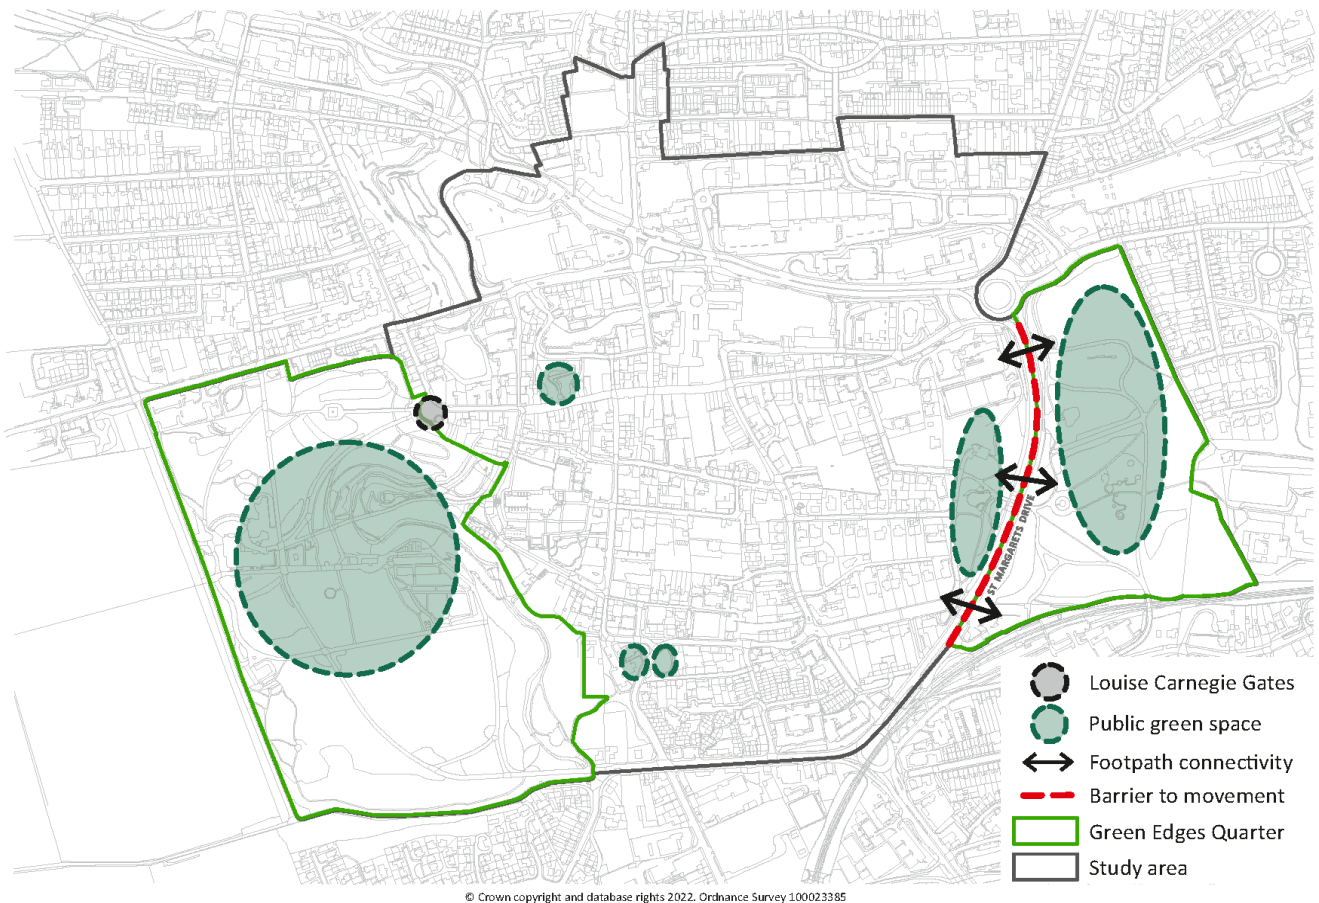 ST MARGARETS DRIVE
Louise Carnegie Gates
Public green space
Footpath connectivity
Barrier to movement
Green Edges Quarter
Study area
© Crown copyright and database rights 2022. Ordnance Survey 100023385